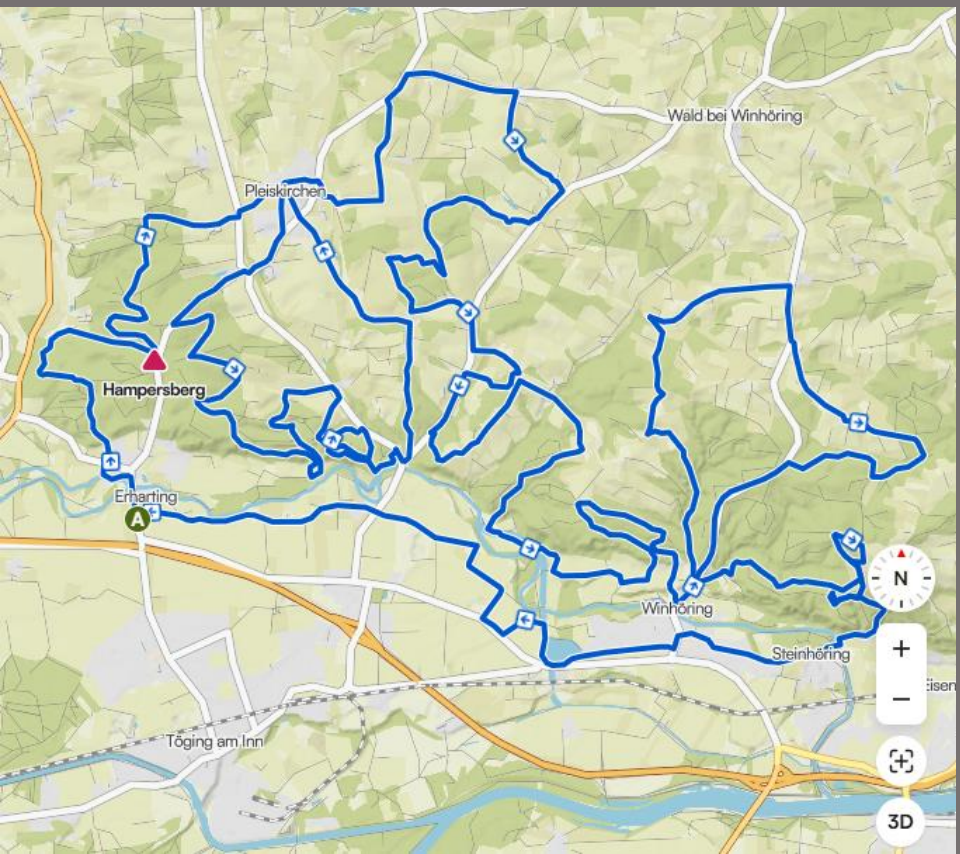 Wald bei Winhöring
Pleiskirchen
Hampersberg
Erharting
A
N
Winhöring
Steinhöring
+
Eisen
−
Töging am Inn
3D